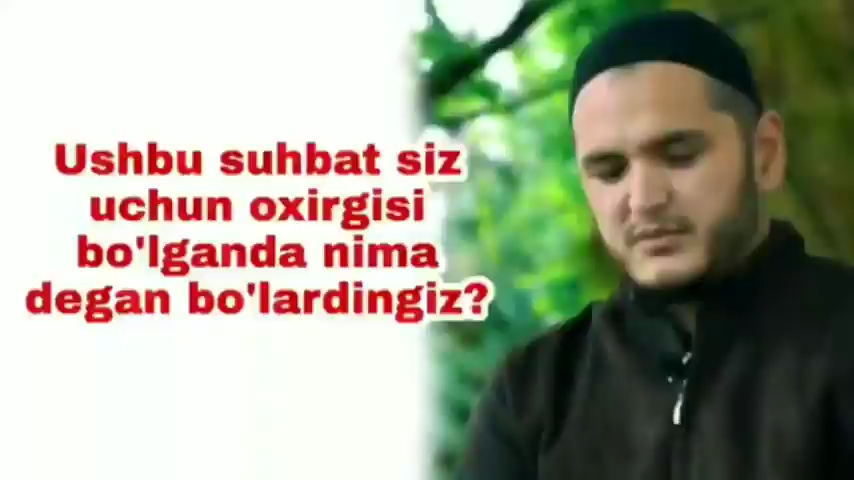 Ushbu suhbat siz
uchun oxirgisi
bo'lganda nima
degan bo'lardingiz?